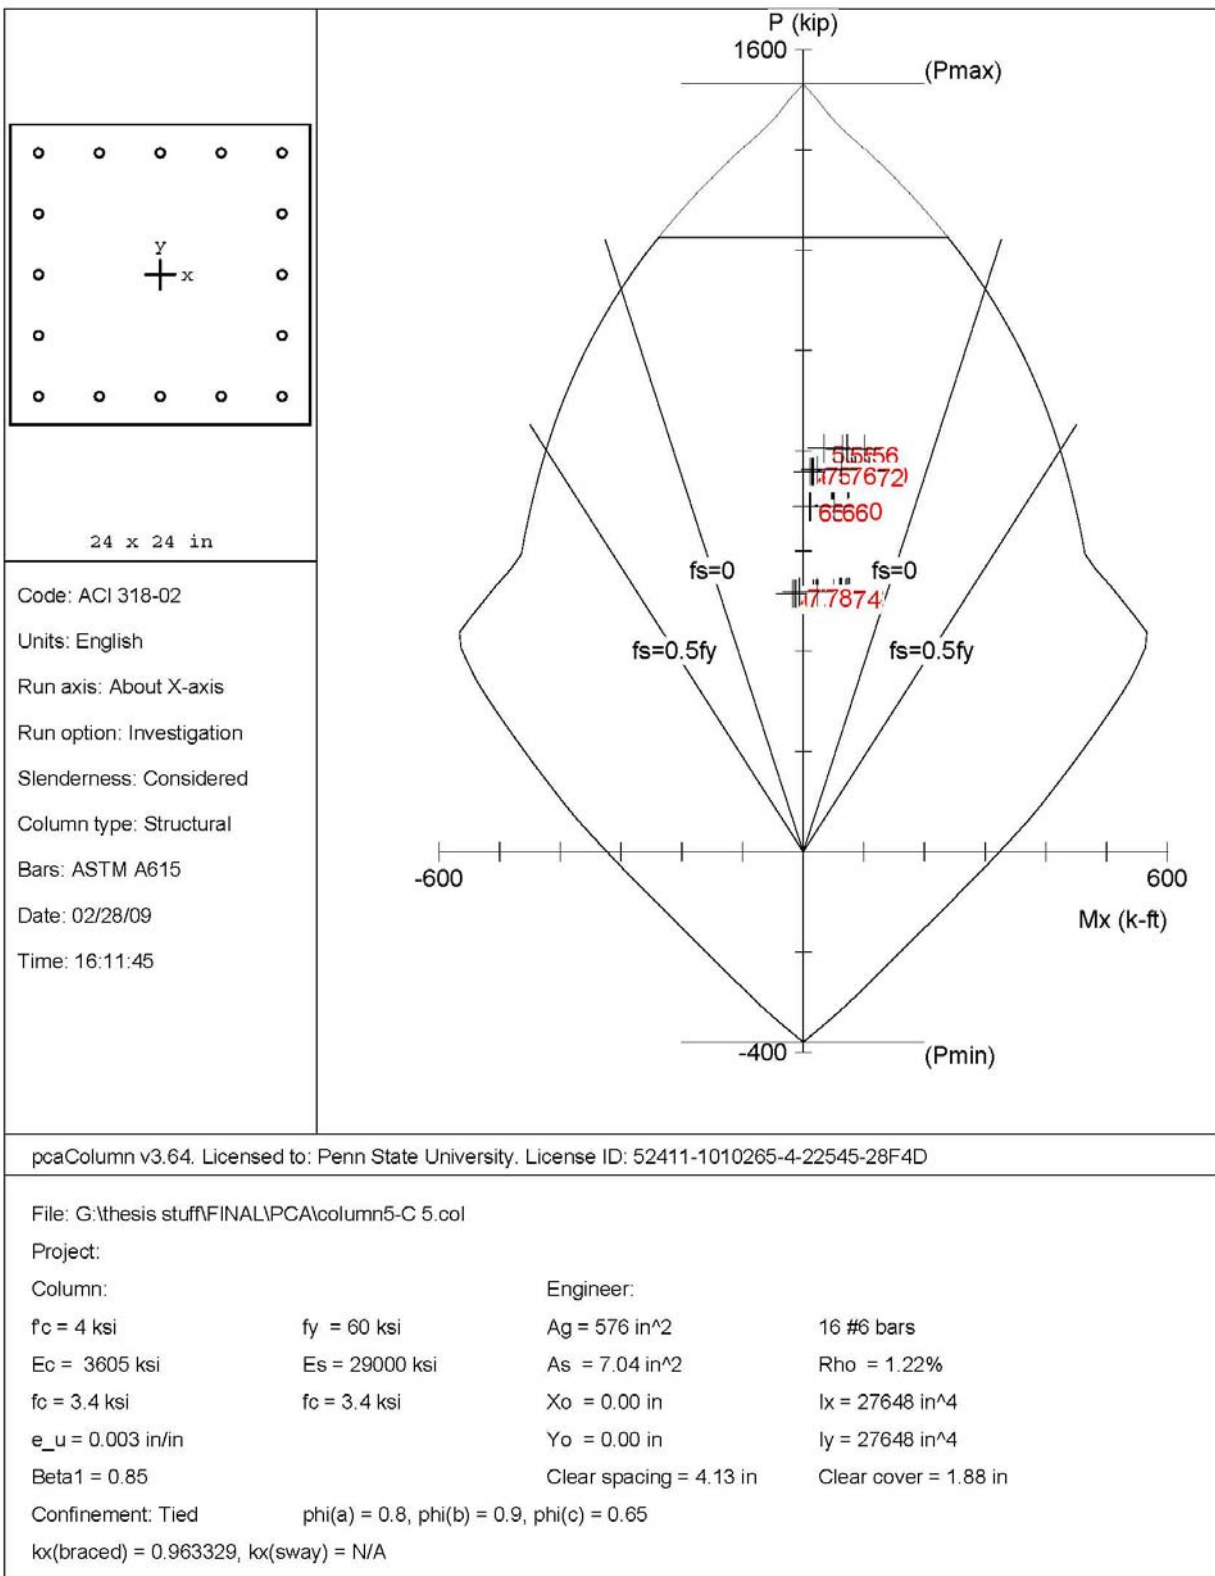 P (kip)
1600
(Pmax)
y
x
24 x 24 in
fs=0
fs=0
fs=0.5fy
fs=0.5fy
-600
600
Mx (k-ft)
-400
(Pmin)
Code: ACI 318-02
Units: English
Run axis: About X-axis
Run option: Investigation
Slenderness: Considered
Column type: Structural
Bars: ASTM A615
Date: 02/28/09
Time: 16:11:45
pcaColumn v3.64. Licensed to: Penn State University. License ID: 52411-1010265-4-22545-28F4D
File: G:\thesis stuff\FINAL\PCA\column5-C 5.col
Project:
Column: Engineer:
f'c = 4 ksi fy = 60 ksi Ag = 576 in^2 16 #6 bars
Ec = 3605 ksi Es = 29000 ksi As = 7.04 in^2 Rho = 1.22%
fc = 3.4 ksi fc = 3.4 ksi Xo = 0.00 in Ix = 27648 in^4
e_u = 0.003 in/in Yo = 0.00 in Iy = 27648 in^4
Beta1 = 0.85 Clear spacing = 4.13 in Clear cover = 1.88 in
Confinement: Tied phi(a) = 0.8, phi(b) = 0.9, phi(c) = 0.65
kx(braced) = 0.963329, kx(sway) = N/A